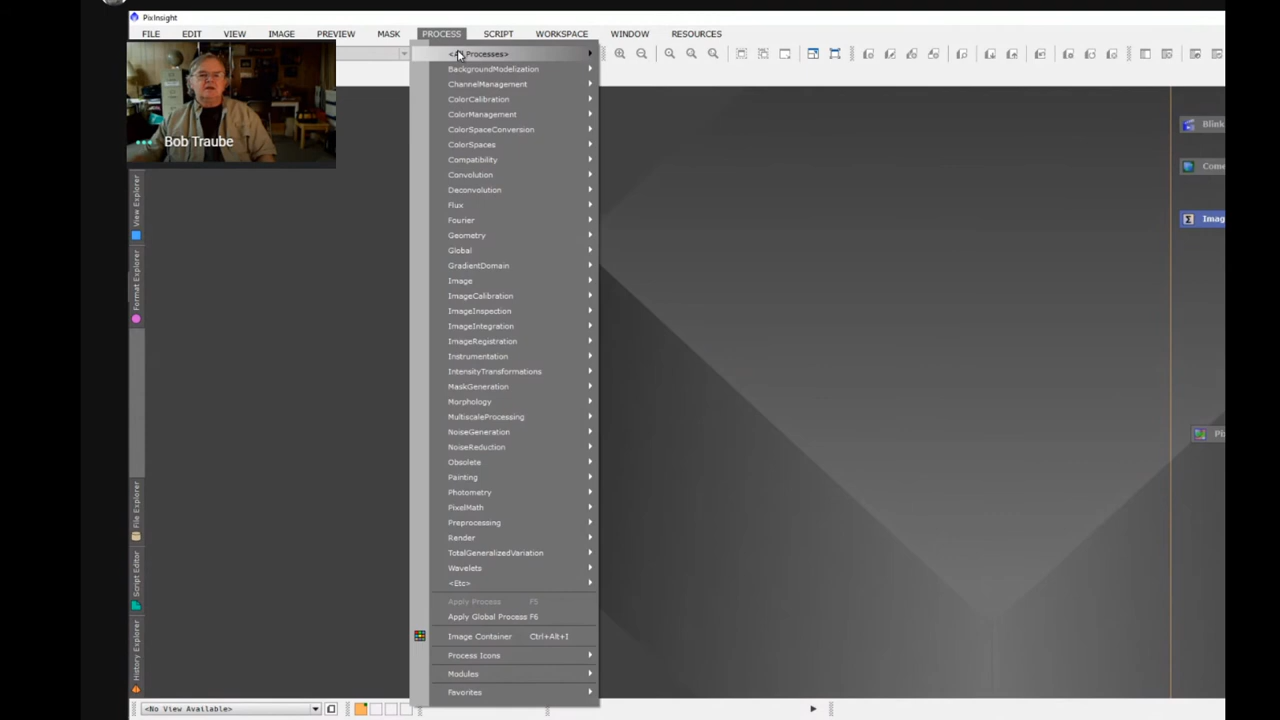 PixInsight
FILE EDIT VIEW IMAGE PREVIEW MASK PROCESS SCRIPT WORKSPACE WINDOW RESOURCES
Processes>
BackgroundModelization
ChannelManagement
ColorCalibration
ColorManagement
ColorSpaceConversion
ColorSpaces
Compatibility
Convolution
Deconvolution
Flux
Fourier
Geometry
Global
GradientDomain
Image
ImageCalibration
ImageInspection
ImageIntegration
ImageRegistration
Instrumentation
IntensityTransformations
MaskGeneration
Morphology
MultiscaleProcessing
NoiseGeneration
NoiseReduction
Obsolete
Painting
Photometry
PixelMath
Preprocessing
Render
TotalGeneralizedVariation
Wavelets
<Etc>
Apply Process F5
Apply Global Process F6
Image Container Ctrl+Alt+I
Process Icons
Modules
Favorites
Bob Traube
View Explorer
Format Explorer
File Explorer
Script Editor
History Explorer
Blink
Come
Imag
Pi
<No View Available>